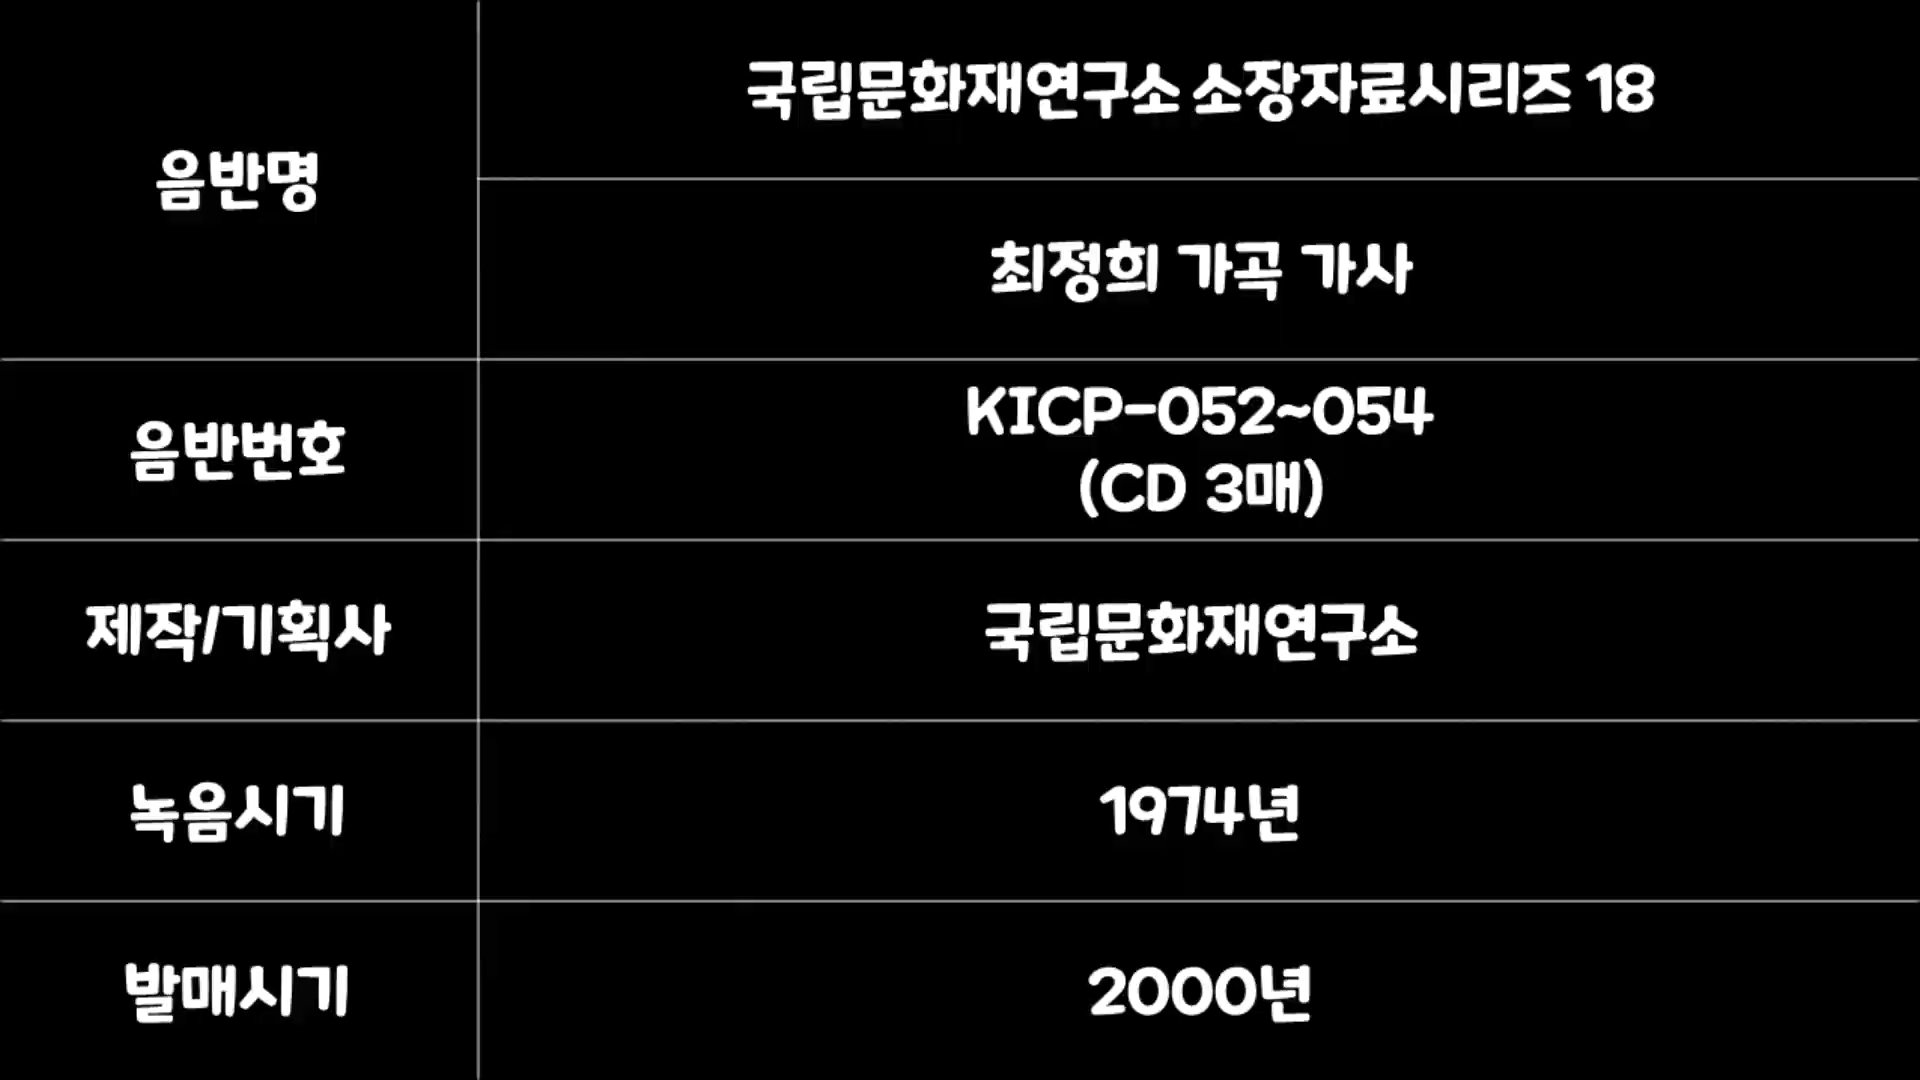 음반명
국립문화재연구소 소장자료시리즈 18
최정희 가곡 가사
음반번호
KICP-052~054
(CD 3매)
제작/기획사
국립문화재연구소
녹음시기
1974년
발매시기
2000년